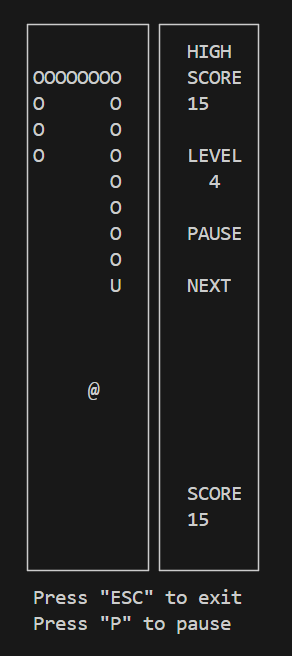 HIGH
SCORE
15
LEVEL
4
PAUSE
NEXT
SCORE
15
OOOOOOOO
O O
O O
O O
O
O
O
O
U
@
Press "ESC" to exit
Press "P" to pause